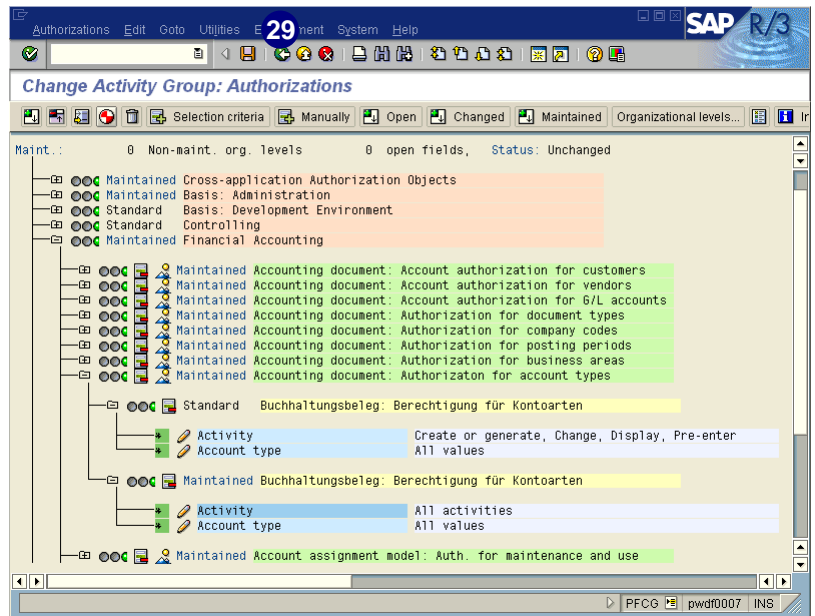 Authorizations Edit Goto Utilities E 29 ment System Help
SAP R/3
Change Activity Group: Authorizations
Selection criteria Manually Open Changed Maintained Organizational levels...
Maint.: 0 Non-maint. org. levels 0 open fields, Status: Unchanged
Maintained Cross-application Authorization Objects
Maintained Basis: Administration
Standard Basis: Development Environment
Standard Controlling
Maintained Financial Accounting
Maintained Accounting document: Account authorization for customers
Maintained Accounting document: Account authorization for vendors
Maintained Accounting document: Account authorization for G/L accounts
Maintained Accounting document: Authorization for document types
Maintained Accounting document: Authorization for company codes
Maintained Accounting document: Authorization for posting periods
Maintained Accounting document: Authorization for business areas
Maintained Accounting document: Authorizaton for account types
Standard Buchhaltungsbeleg: Berechtigung für Kontoarten
* Activity Create or generate, Change, Display, Pre-enter
* Account type All values
Maintained Buchhaltungsbeleg: Berechtigung für Kontoarten
* Activity All activities
* Account type All values
Maintained Account assignment model: Auth. for maintenance and use
PFCG pwdf0007 INS